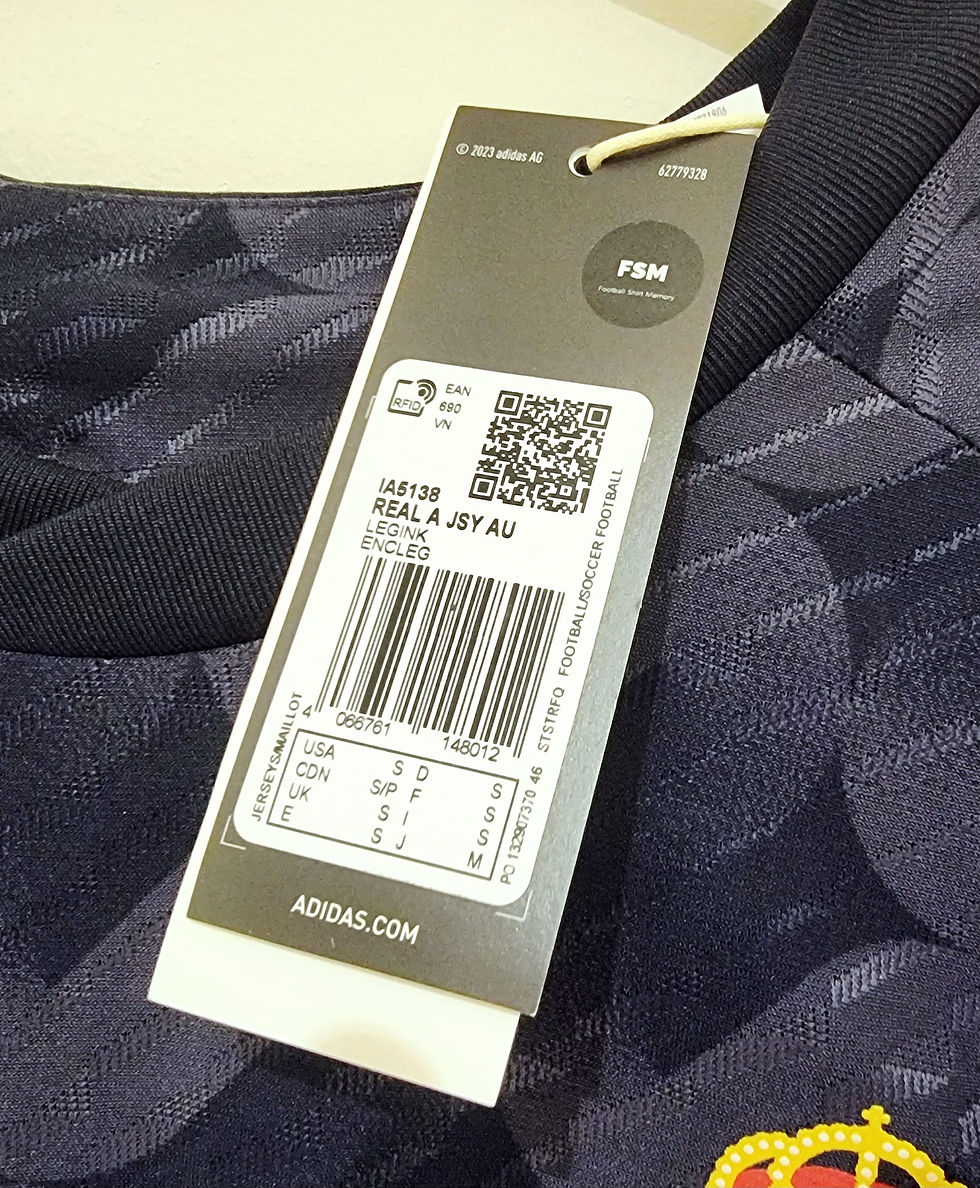 © 2023 adidas AG
62779328
FSM
Football Shirt Memory
RFID
EAN
690
VN
IA5138
REAL A JSY AU
LEGINK
ENCLEG
4 066761 148012
USA S D S
CDN S/P F S
UK S I S
E S J M
JERSEYS/MAILLOT
PO 132907370 46 STSTRFQ FOOTBALL/SOCCER FOOTBALL
ADIDAS.COM